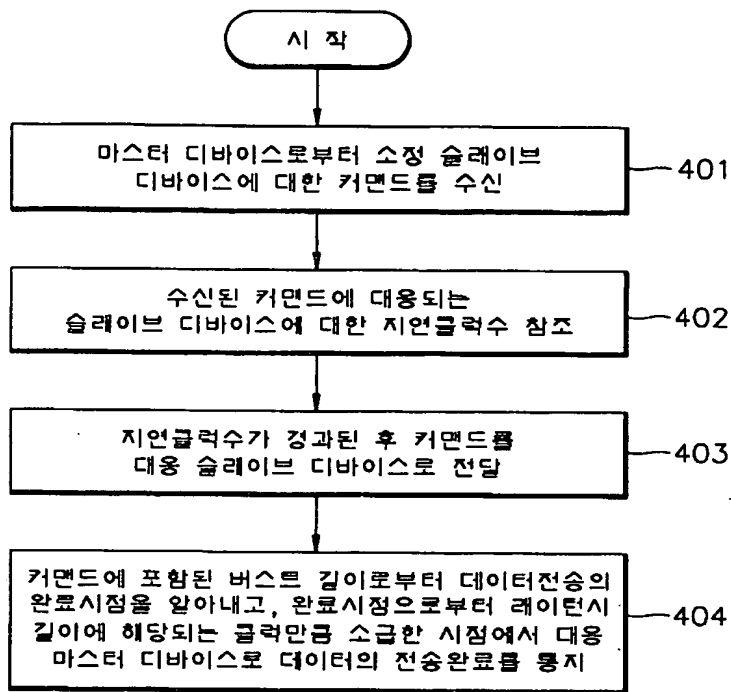 시 작
마스터 디바이스로부터 소정 슬래이브
디바이스에 대한 커맨드를 수신
401
수신된 커맨드에 대응되는
슬래이브 디바이스에 대한 지연클럭수 참조
402
지연클럭수가 경과된 후 커맨드를
대응 슬래이브 디바이스로 전달
403
커맨드에 포함된 버스트 길이로부터 데이터전송의
완료시점을 알아내고, 완료시점으로부터 래이턴시
길이에 해당되는 클럭만큼 소급한 시점에서 대응
마스터 디바이스로 데이터의 전송완료를 통지
404